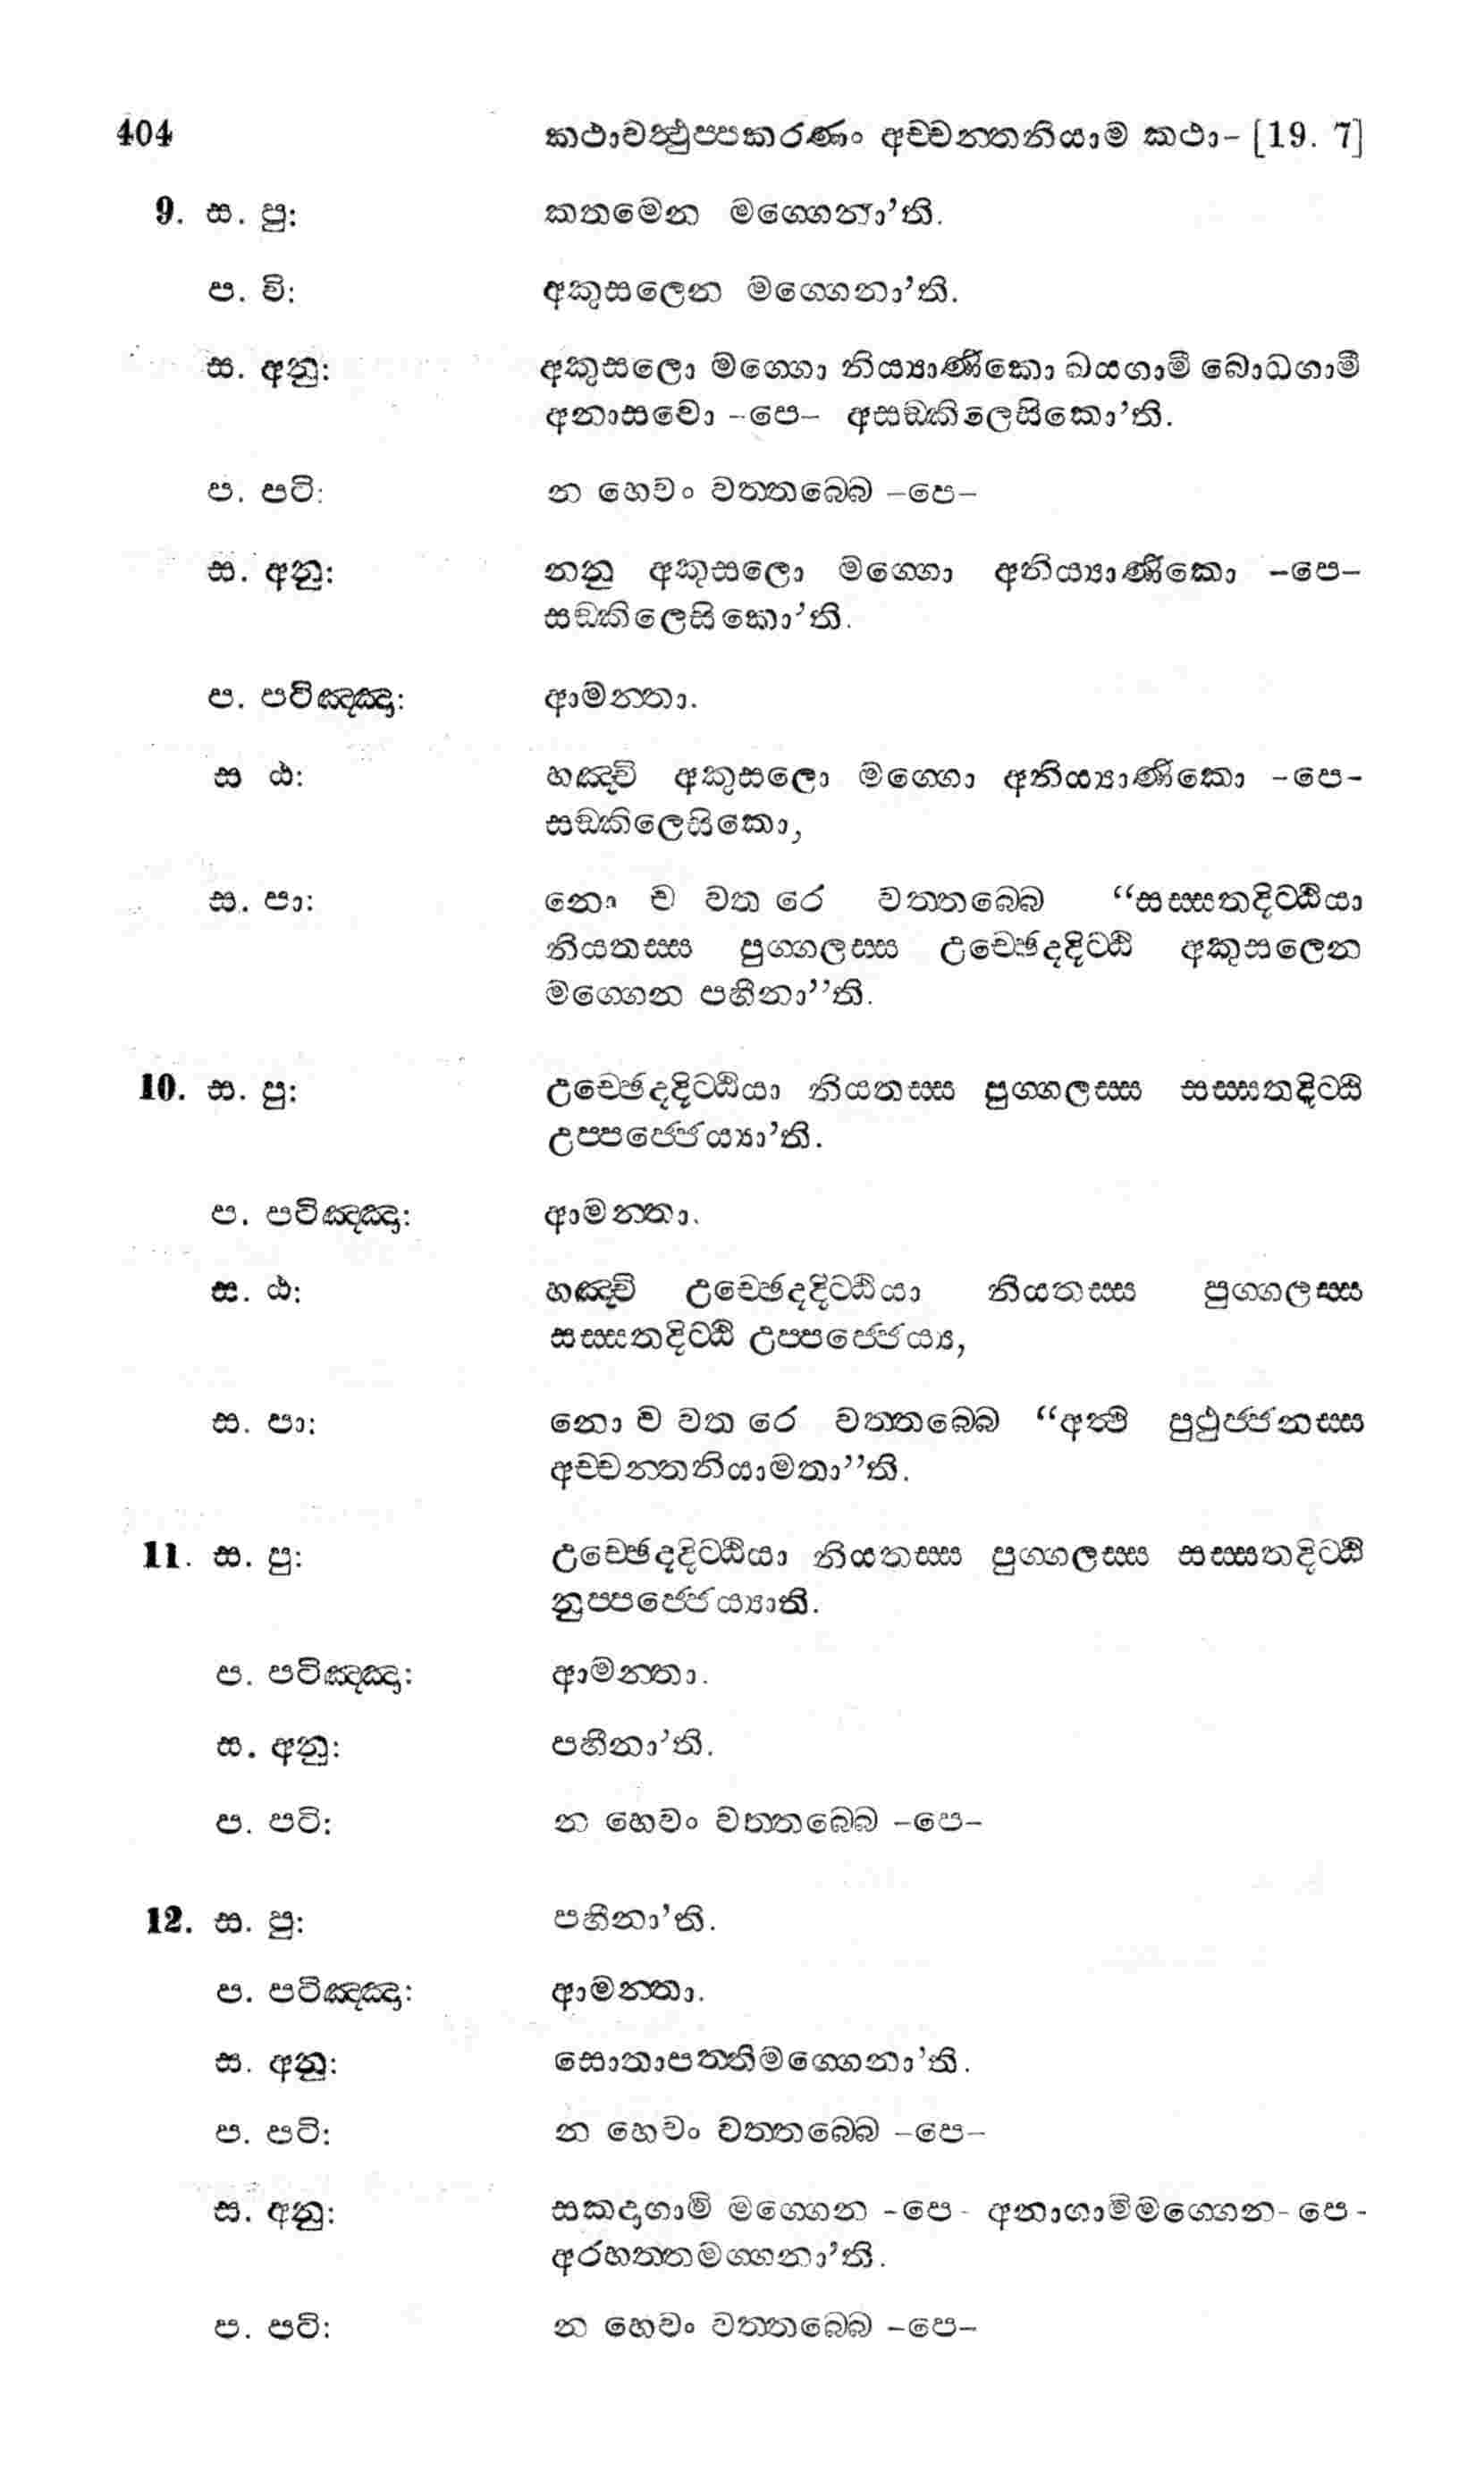 404 කථාවත්‍ථුප‍්පකරණං අච‍්චන‍්තනියාම කථා- [19. 7]
9. ස. පු: කතමෙන මග‍්ගෙනා’ති.
ප. වි: අකුසලෙන මග‍්ගෙනා’ති.
ස. අනු: අකුසලො මග‍්ගො නිය්‍යාණිකො ඛයගාමී බොධගාමී
අනාසවො -පෙ- අසඞ‍්කිලෙසිකො’ති.
ප. පටි: න හෙවං වත‍්තබ‍්බෙ -පෙ-
ස. අනු: නනු අකුසලො මග‍්ගො අනිය්‍යාණිකො -පෙ-
සඞ‍්කිලෙසිකො’ති.
ප. පටිඤ‍්ඤා: ආමන‍්තා.
ස ඨ: හඤ‍්චි අකුසලො මග‍්ගො අනිය්‍යාණිකො -පෙ-
සඞ‍්කිලෙසිකො,
ස. පා: නො ච වත රෙ වත‍්තබ‍්බෙ “සස‍්සතදිට‍්ඨියා
නියතස‍්ස පුග‍්ගලස‍්ස උච‍්ඡෙදදිට‍්ඨි අකුසලෙන
මග‍්ගෙන පහීනා”ති.
10. ස. පු: උච‍්ඡෙදදිට‍්ඨියා නියතස‍්ස පුග‍්ගලස‍්ස සස‍්සතදිට‍්ඨි
උප‍්පජ‍්ජෙය්‍යා’ති.
ප. පටිඤ‍්ඤා: ආමන‍්තා.
ස. ඨ: හඤ‍්චි උච‍්ඡෙදදිට‍්ඨියා නියතස‍්ස පුග‍්ගලස‍්ස
සස‍්සතදිට‍්ඨි උප‍්පජ‍්ජෙය්‍ය,
ස. පා: නො ච වත රෙ වත‍්තබ‍්බෙ “අත්‍ථි පුථුජ‍්ජනස‍්ස
අච‍්චන‍්තනියාමතා”ති.
11. ස. පු: උච‍්ඡෙදදිට‍්ඨියා නියතස‍්ස පුග‍්ගලස‍්ස සස‍්සතදිට‍්ඨි
නුප‍්පජ‍්ජෙය්‍යාති.
ප. පටිඤ‍්ඤා: ආමන‍්තා.
ස. අනු: පහීනා’ති.
ප. පටි: න හෙවං වත‍්තබ‍්බෙ -පෙ-
12. ස. පු: පහීනා’ති.
ප. පටිඤ‍්ඤා: ආමන‍්තා.
ස. අනු: සොතාපත‍්තිමග‍්ගෙනා’ති.
ප. පටි: න හෙවං වත‍්තබ‍්බෙ -පෙ-
ස. අනු: සකදාගාමි මග‍්ගෙන -පෙ- අනාගාමිමග‍්ගෙන- පෙ-
අරහත‍්තමග‍්ගනා’ති.
ප. පටි: න හෙවං වත‍්තබ‍්බෙ -පෙ-